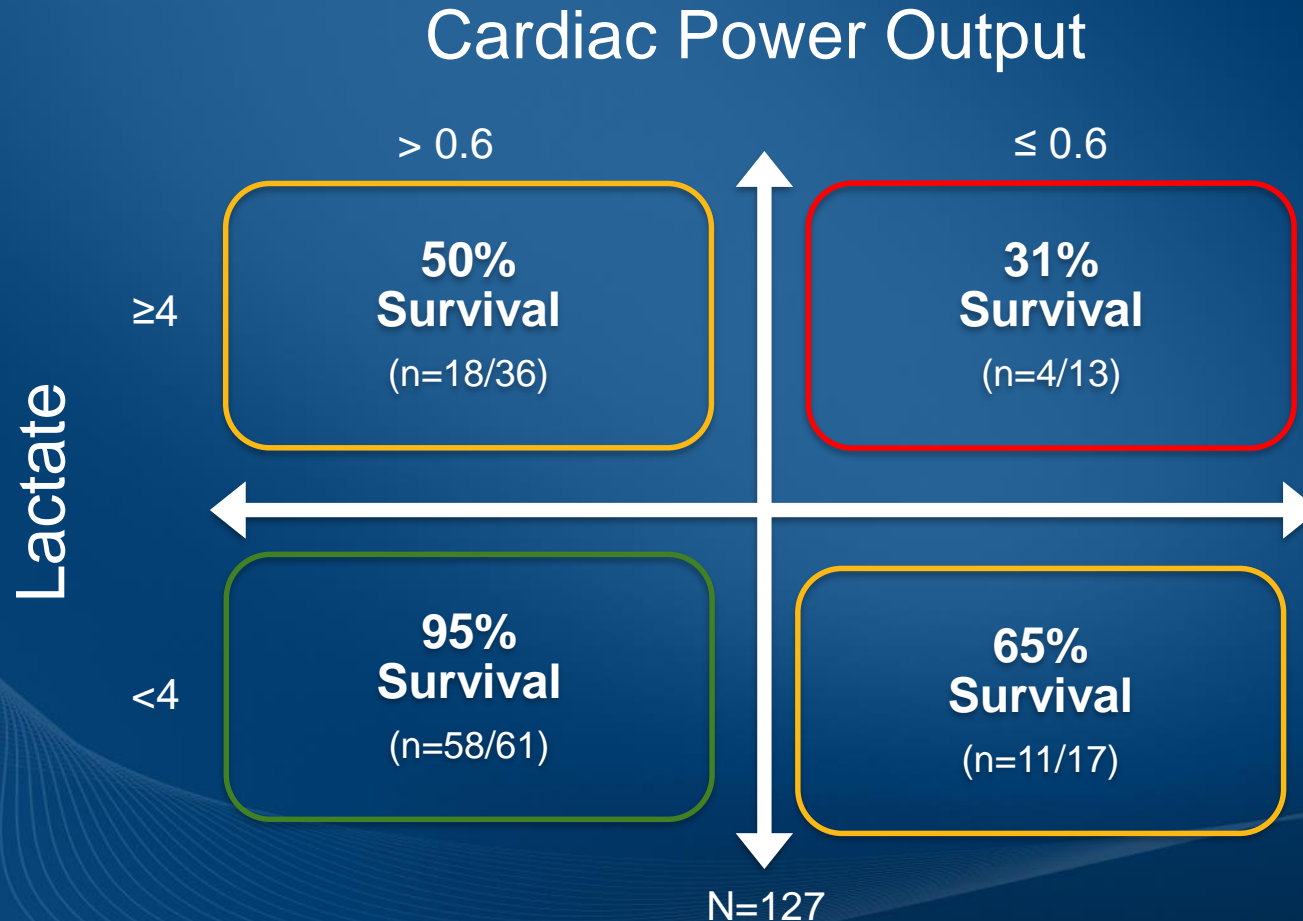 Cardiac Power Output
> 0.6
≤ 0.6
≥4
50%
Survival
(n=18/36)
31%
Survival
(n=4/13)
Lactate
<4
95%
Survival
(n=58/61)
65%
Survival
(n=11/17)
N=127